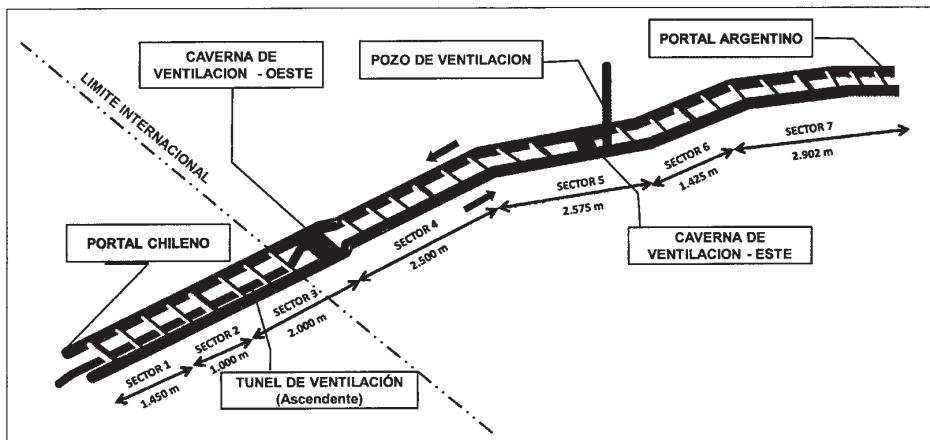 CAVERNA DE
VENTILACION - OESTE
POZO DE VENTILACION
PORTAL ARGENTINO
LIMITE INTERNACIONAL
PORTAL CHILENO
SECTOR 7
2.902 m
SECTOR 6
1.425 m
SECTOR 5
2.575 m
SECTOR 4
2.500 m
CAVERNA DE
VENTILACION - ESTE
SECTOR 3
2.000 m
SECTOR 2
1.000 m
SECTOR 1
1.450 m
TUNEL DE VENTILACIÓN
(Ascendente)